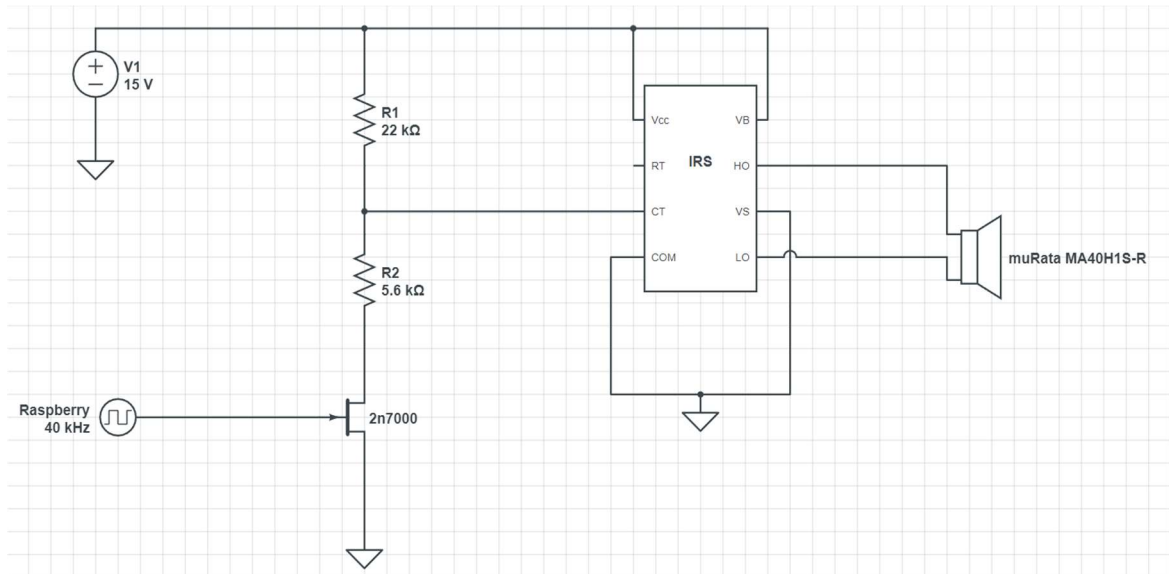 V1
15 V
R1
22 kΩ
R2
5.6 kΩ
Raspberry
40 kHz
2n7000
Vcc
VB
RT
IRS
HO
CT
VS
COM
LO
muRata MA40H1S-R